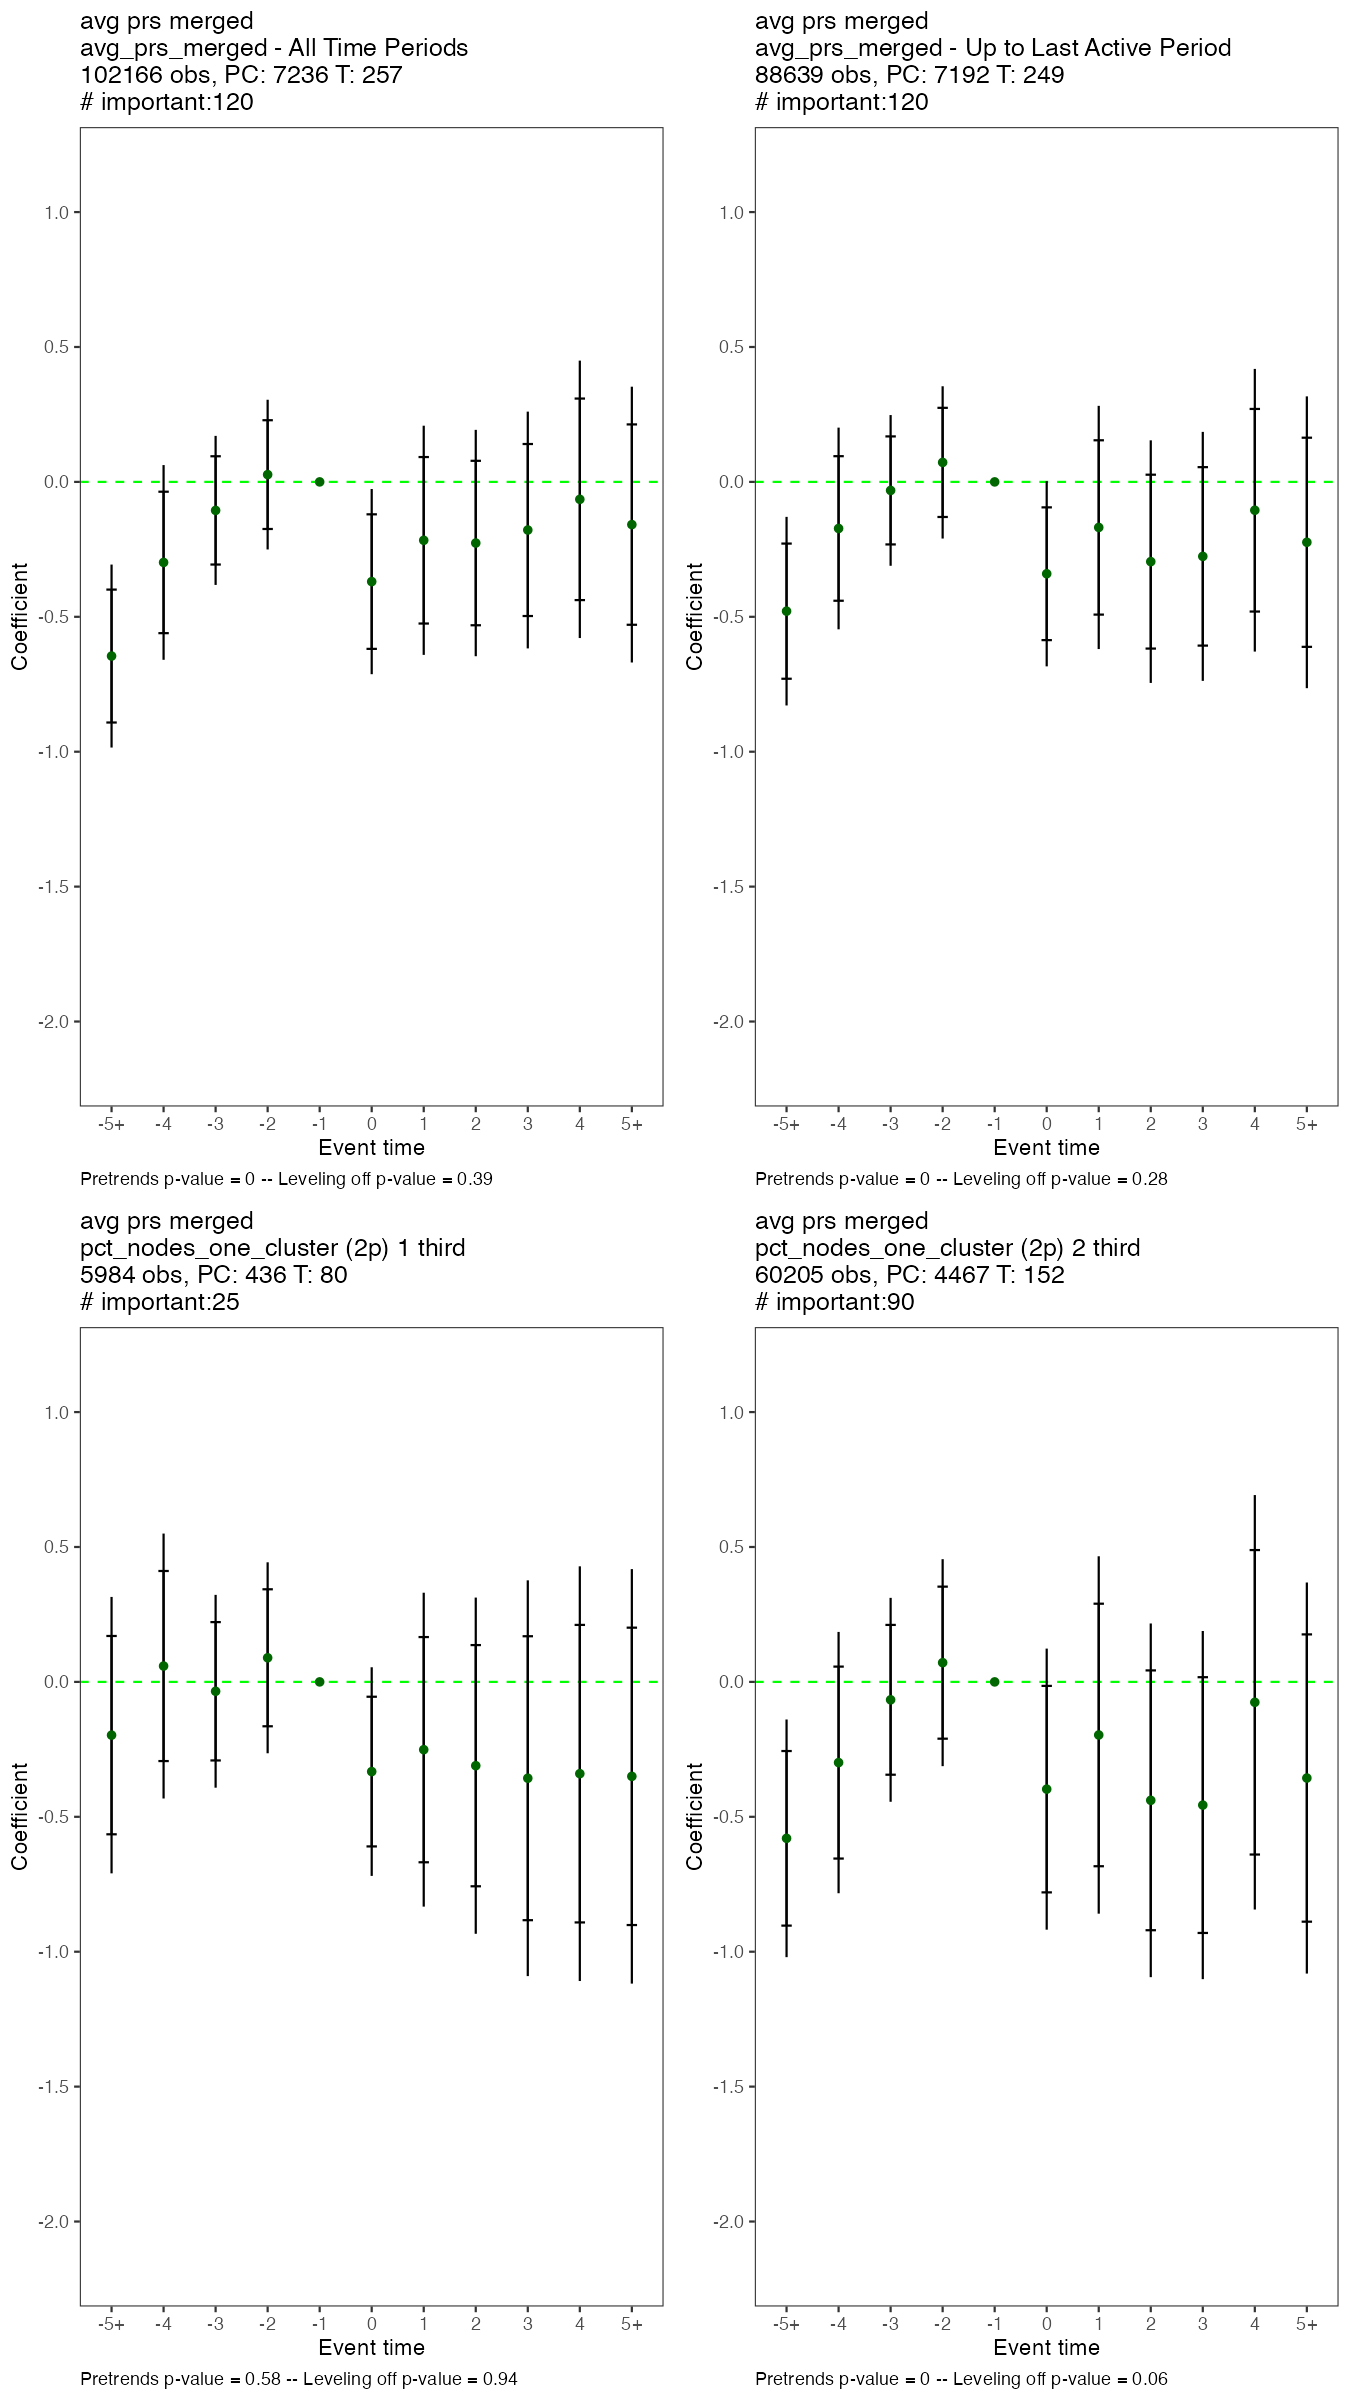 avg prs merged
avg_prs_merged - All Time Periods
102166 obs, PC: 7236 T: 257
# important:120
1.0
0.5
0.0
-0.5
-1.0
-1.5
-2.0
Coefficient
-5+ -4 -3 -2 -1 0 1 2 3 4 5+
Event time
Pretrends p-value = 0 -- Leveling off p-value = 0.39
avg prs merged
avg_prs_merged - Up to Last Active Period
88639 obs, PC: 7192 T: 249
# important:120
1.0
0.5
0.0
-0.5
-1.0
-1.5
-2.0
Coefficient
-5+ -4 -3 -2 -1 0 1 2 3 4 5+
Event time
Pretrends p-value = 0 -- Leveling off p-value = 0.28
avg prs merged
pct_nodes_one_cluster (2p) 1 third
5984 obs, PC: 436 T: 80
# important:25
1.0
0.5
0.0
-0.5
-1.0
-1.5
-2.0
Coefficient
-5+ -4 -3 -2 -1 0 1 2 3 4 5+
Event time
Pretrends p-value = 0.58 -- Leveling off p-value = 0.94
avg prs merged
pct_nodes_one_cluster (2p) 2 third
60205 obs, PC: 4467 T: 152
# important:90
1.0
0.5
0.0
-0.5
-1.0
-1.5
-2.0
Coefficient
-5+ -4 -3 -2 -1 0 1 2 3 4 5+
Event time
Pretrends p-value = 0 -- Leveling off p-value = 0.06